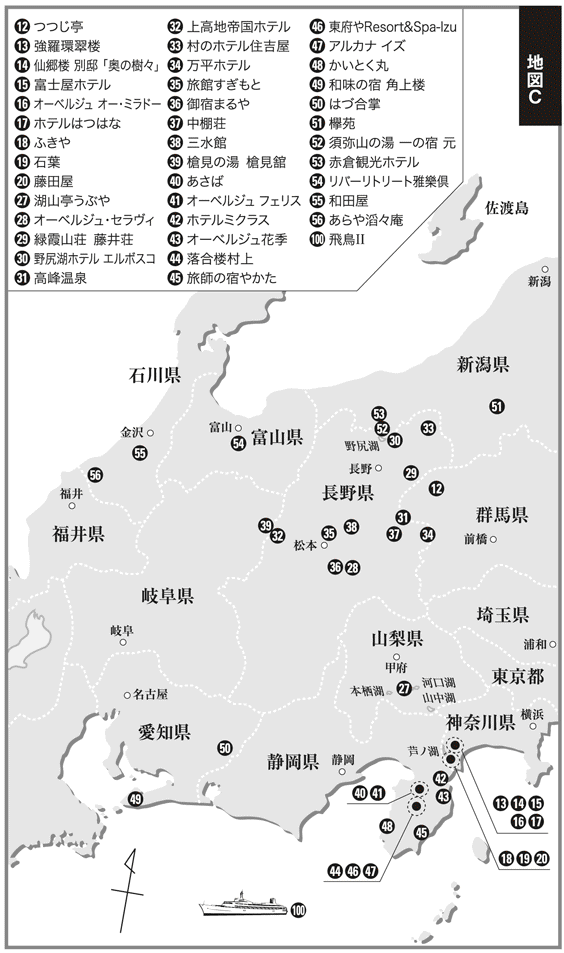 地図C
⑫ つつじ亭
⑬ 強羅環翠楼
⑭ 仙郷楼 別邸「奥の樹々」
⑮ 富士屋ホテル
⑯ オーベルジュ オー・ミラドー
⑰ ホテルはつはな
⑱ ふきや
⑲ 石葉
⑳ 藤田屋
㉗ 湖山亭うぶや
㉘ オーベルジュ・セラヴィ
㉙ 緑霞山荘 藤井荘
㉚ 野尻湖ホテル エルボスコ
㉛ 高峰温泉
㉜ 上高地帝国ホテル
㉝ 村のホテル住吉屋
㉞ 万平ホテル
㉟ 旅館すぎもと
㊱ 御宿まるや
㊲ 中棚荘
㊳ 三水館
㊴ 槍見の湯 槍見舘
㊵ あさば
㊶ オーベルジュ フェリス
㊷ ホテルミクラス
㊸ オーベルジュ花季
㊹ 落合楼村上
㊺ 旅師の宿やかた
㊻ 東府やResort&Spa-Izu
㊼ アルカナ イズ
㊽ かいとく丸
㊾ 和味の宿 角上楼
㊿ はづ合掌
51 欅苑
52 須弥山の湯 一の宿 元
53 赤倉観光ホテル
54 リバーリトリート雅樂倶
55 和田屋
56 あらや滔々庵
100 飛鳥II
佐渡島
新潟
新潟県
石川県
51
53
52
㉚
㉝
野尻湖
富山
54
富山県
金沢
55
長野
㉙
56
福井
長野県
⑫
福井県
㊴
㉜
㉟
㊳
松本
㉛
㊲
㉞
群馬県
前橋
㊱
㉘
岐阜県
岐阜
埼玉県
浦和
山梨県
甲府
東京都
名古屋
本栖湖
㉗
河口湖
山中湖
愛知県
㊿
神奈川県
横浜
静岡県
静岡
芦ノ湖
㊷
㊸
㊵ ㊶
㊾
⑬ ⑭ ⑮
⑯ ⑰
㊽
㊺
⑱ ⑲ ⑳
㊹ ㊻ ㊼
100